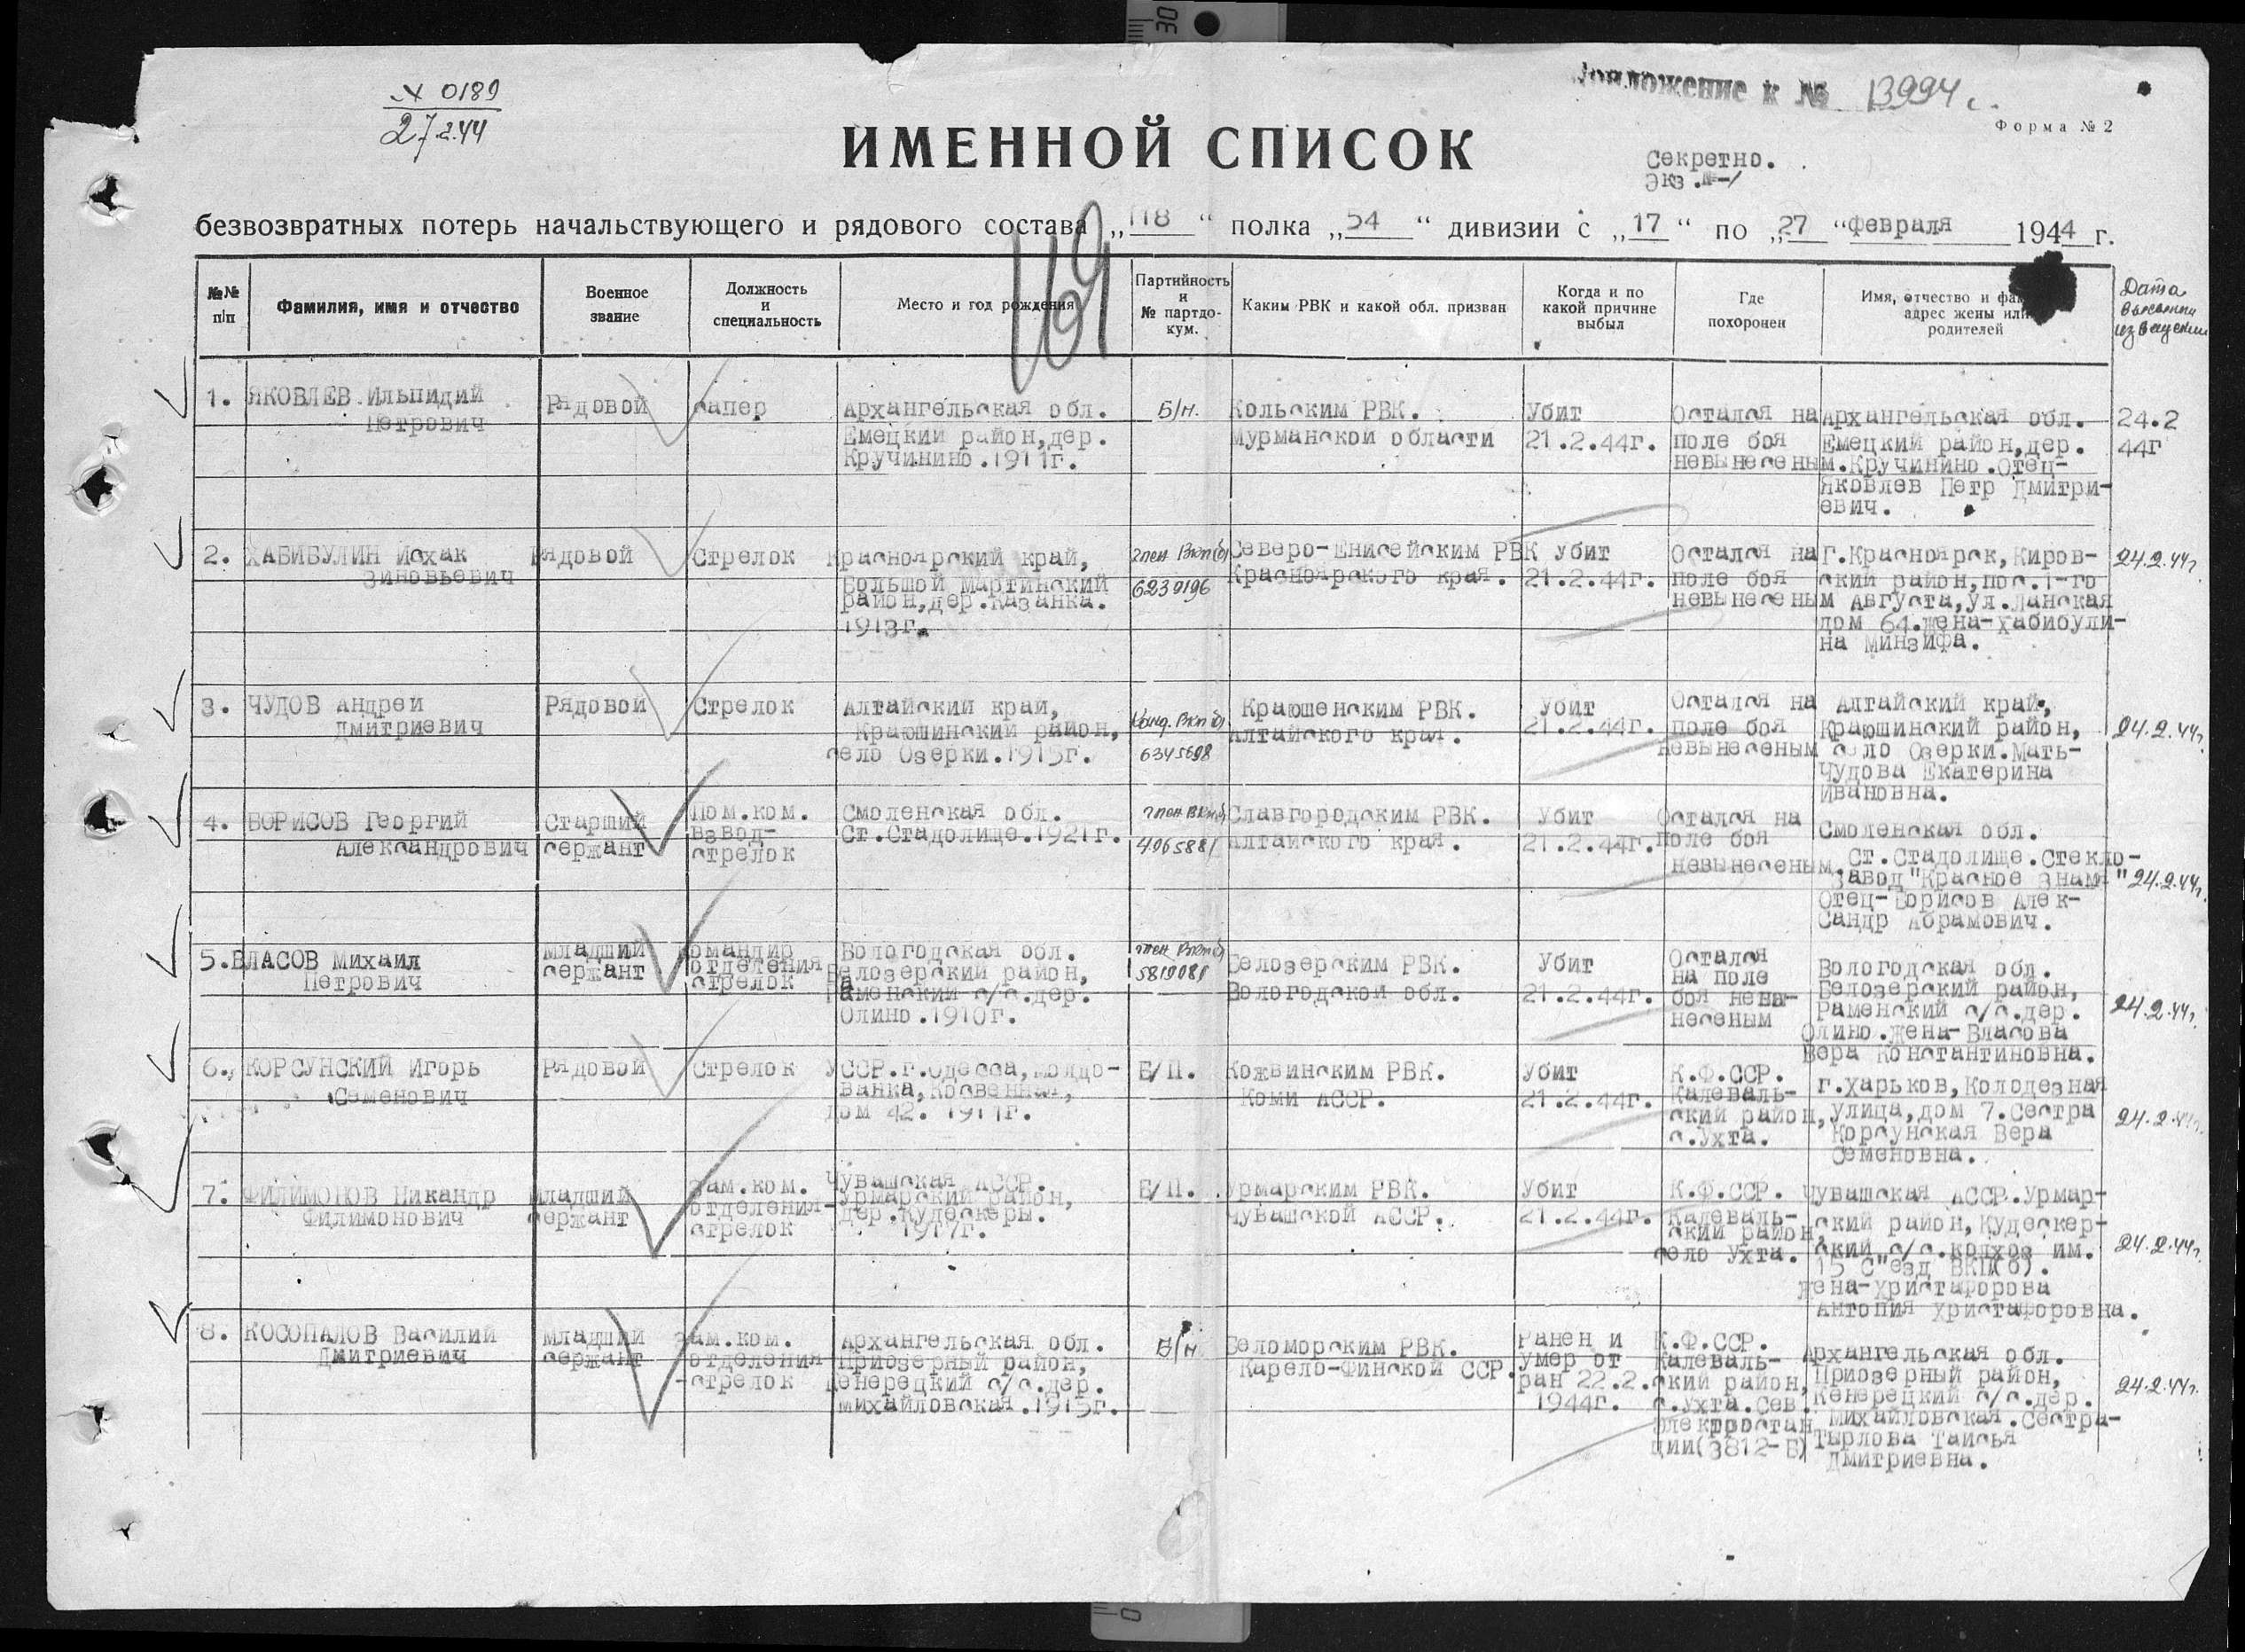 № 0189
27.2.44
Приложение к № 13994с.
Форма № 2
ИМЕННОЙ СПИСОК
Секретно.
Экз.№-1
безвозвратных потерь начальствующего и рядового состава „118“ полка „54“ дивизии с „17“ по „27“ февраля 1944 г.
169
№№ п/п
Фамилия, имя и отчество
Военное звание
Должность и специальность
Место и год рождения
Партийность и № партдокум.
Каким РВК и какой обл. призван
Когда и по какой причине выбыл
Где похоронен
Имя, отчество и адрес жены или родителей
Дата высылки извещения
1. ЯКОВЛЕВ Ильпидий
Петрович
Рядовой
сапер
Архангельская обл.
Емецкий район,дер.
Кручинино.1911г.
Б/п.
Кольским РВК.
Мурманской области
Убит
21.2.44г.
Остался на
поле боя
невынесеным.
Архангельская обл.
Емецкий район,дер.
Кручинино.Отец-
Яковлев Петр Дмитри-
евич.
24.2
44г
2. ХАБИБУЛИН Исхак
Зиновьевич
Рядовой
Стрелок
Красноярский край,
Большой Мартинский
район,дер.Казанка.
1913г.
член ВКП(б)
6239196
Северо-Енисейским РВК
Красноярского края.
Убит
21.2.44г.
Остался на
поле боя
невынесеным
г.Красноярск,Киров-
ский район,пос.1-го
Августа,ул.Данская
дом 64.жена-Хабибули-
на Минзифа.
24.2.44г.
3. ЧУДОВ Андрей
Дмитриевич
Рядовой
Стрелок
Алтайский край,
Краюшинский район,
село Озерки.1915г.
Канд. ВКП(б)
6345698
Краюшенским РВК.
Алтайского края.
Убит
21.2.44г.
Остался на
поле боя
невынесеным
Алтайский край,
Краюшинский район,
село Озерки.Мать-
Чудова Екатерина
Ивановна.
24.2.44г.
4. БОРИСОВ Георгий
Александрович
Старший
сержант
Пом.ком.
взвод-
стрелок
Смоленская обл.
Ст.Стадолище.1921г.
член ВКП(б)
4965881
Славгородским РВК.
Алтайского края.
Убит
21.2.44г.
Остался на
поле боя
невынесеным.
Смоленская обл.
Ст.Стадолище.Стекло-
завод"Красное знамя"
Отец-Борисов Алек-
сандр Абрамович.
24.2.44г.
5.ВЛАСОВ Михаил
Петрович
младший
сержант
командир
отделения
стрелок
Вологодская обл.
Белозерский район,
Раменский с/с.дер.
Олино.1910г.
член ВКП(б)
5819081
Белозерским РВК.
Вологодской обл.
Убит
21.2.44г.
Остался
на поле
боя невы-
несеным
Вологодская обл.
Белозерский район,
Раменский с/с.дер.
Олино.жена-Власова
Вера Константиновна.
24.2.44г.
6. КОРСУНСКИЙ Игорь
Семенович
Рядовой
Стрелок
УССР.г.Одесса,молдо-
ванка,Косвенная,
дом 42. 1911г.
Б/П.
Кожвинским РВК.
Коми АССР.
Убит
21.2.44г.
К.Ф.ССР.
Калеваль-
ский район,
с.Ухта.
г.Харьков,Колодезная
улица,дом 7.Сестра
Корсунская Вера
Семеновна.
24.2.44г.
7. ФИЛИМОНОВ Никандр
Филимонович
младший
сержант
Зам.ком.
отделения-
стрелок
Чувашская АССР.
Урмарский район,
дер.Кудескеры.
1917г.
Б/П.
Урмарским РВК.
Чувашской АССР.
Убит
21.2.44г.
К.Ф.ССР.
Калеваль-
ский район,
село Ухта.
Чувашская АССР.Урмар-
ский район,Кудескер-
ский с/с.колхоз им.
15 С"езд ВКП(б).
жена-Христафорова
Антопия Христафоровна.
24.2.44г.
8. КОСОПАЛОВ Василий
Дмитриевич
младший
сержант
зам.ком.
отделения
-стрелок
Архангельская обл.
Приозерный район,
Кенерецкий с/с.дер.
михайловская.1915г.
Б/п
Беломорским РВК.
Карело-Финской ССР.
Ранен и
умер от
ран 22.2.
1944г.
К.Ф.ССР.
Калеваль-
ский район,
с.Ухта.Сев.
электростан
ции(3812-Б)
Архангельская обл.
Приозерный район,
Кенерецкий с/с.дер.
Михайловская.Сестра-
Тырлова Таисья
Дмитриевна.
24.2.44г.